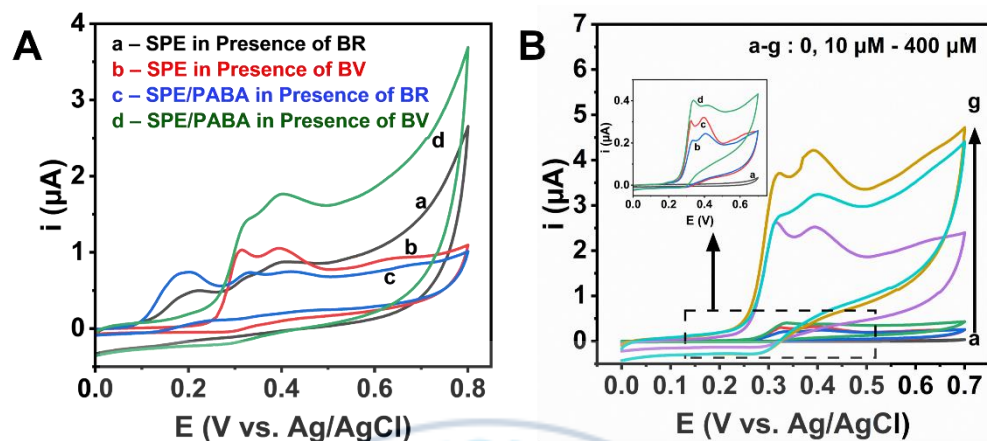 A
a – SPE in Presence of BR
b – SPE in Presence of BV
c – SPE/PABA in Presence of BR
d – SPE/PABA in Presence of BV
4
3
2
1
0
i (µA)
d
a
b
c
0.0 0.2 0.4 0.6 0.8
E (V vs. Ag/AgCl)
B
a-g : 0, 10 µM - 400 µM
7
6
5
4
3
2
1
0
i (µA)
g
a
0.4
0.2
0.0
i (µA)
d
c
b
a
0.0 0.2 0.4 0.6
E (V)
0.0 0.1 0.2 0.3 0.4 0.5 0.6 0.7
E (V vs. Ag/AgCl)